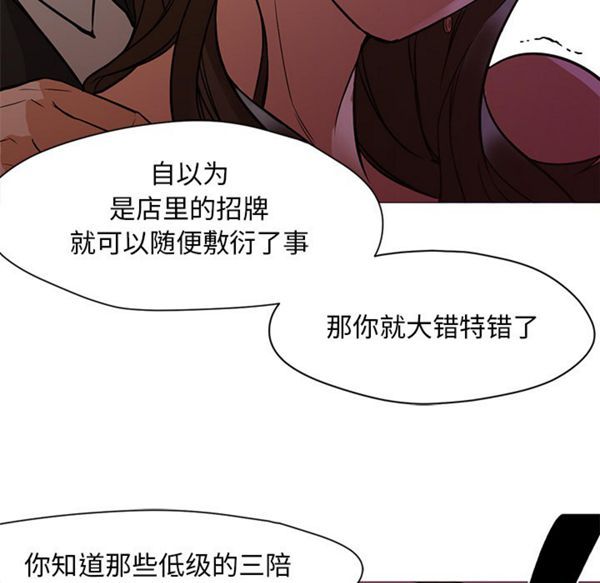 自以为
是店里的招牌
就可以随便敷衍了事
那你就大错特错了
你知道那些低级的三陪